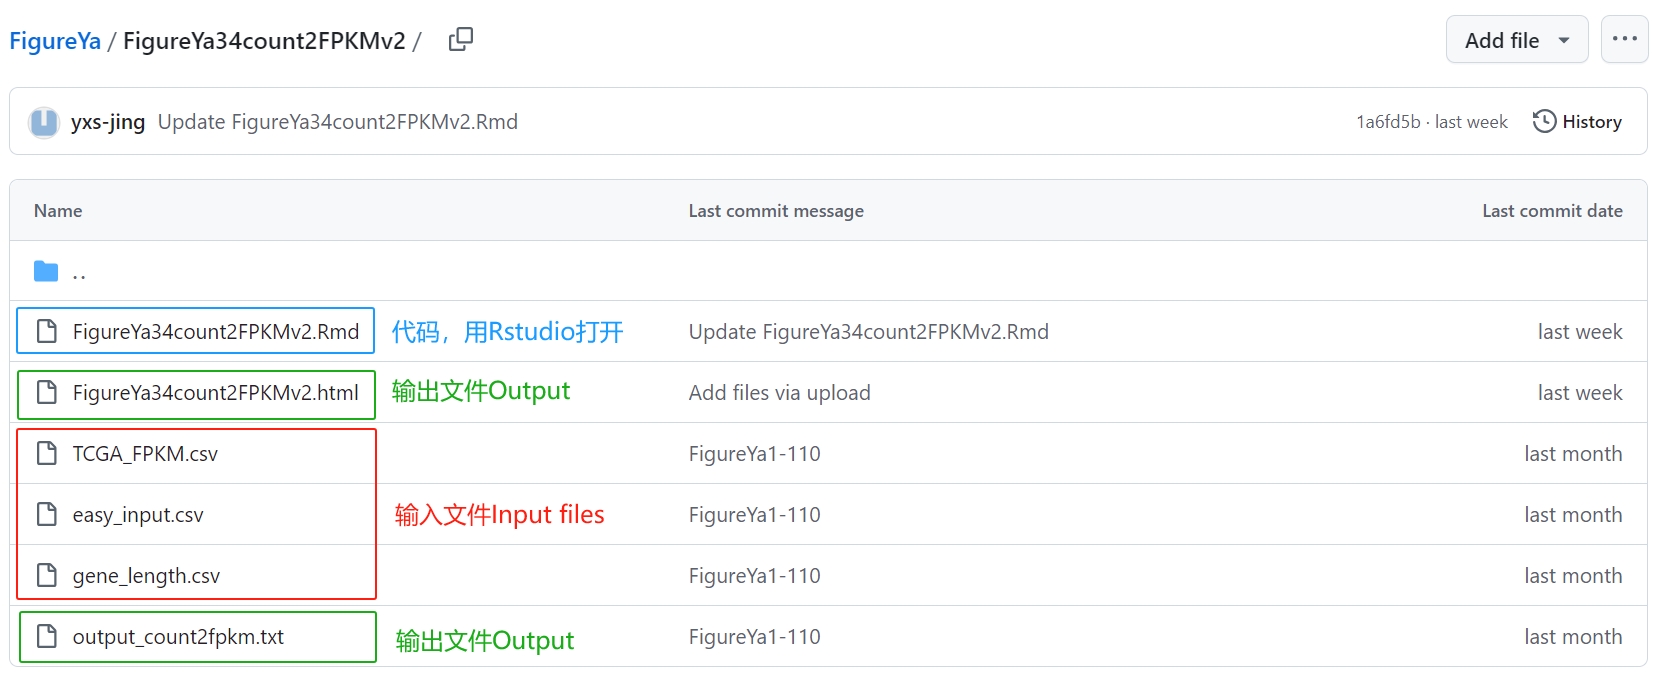 FigureYa / FigureYa34count2FPKMv2 /
Add file
yxs-jing Update FigureYa34count2FPKMv2.Rmd
1a6fd5b · last week History
Name Last commit message Last commit date
..
FigureYa34count2FPKMv2.Rmd 代码，用Rstudio打开 Update FigureYa34count2FPKMv2.Rmd last week
FigureYa34count2FPKMv2.html 输出文件Output Add files via upload last week
TCGA_FPKM.csv FigureYa1-110 last month
easy_input.csv 输入文件Input files FigureYa1-110 last month
gene_length.csv FigureYa1-110 last month
output_count2fpkm.txt 输出文件Output FigureYa1-110 last month